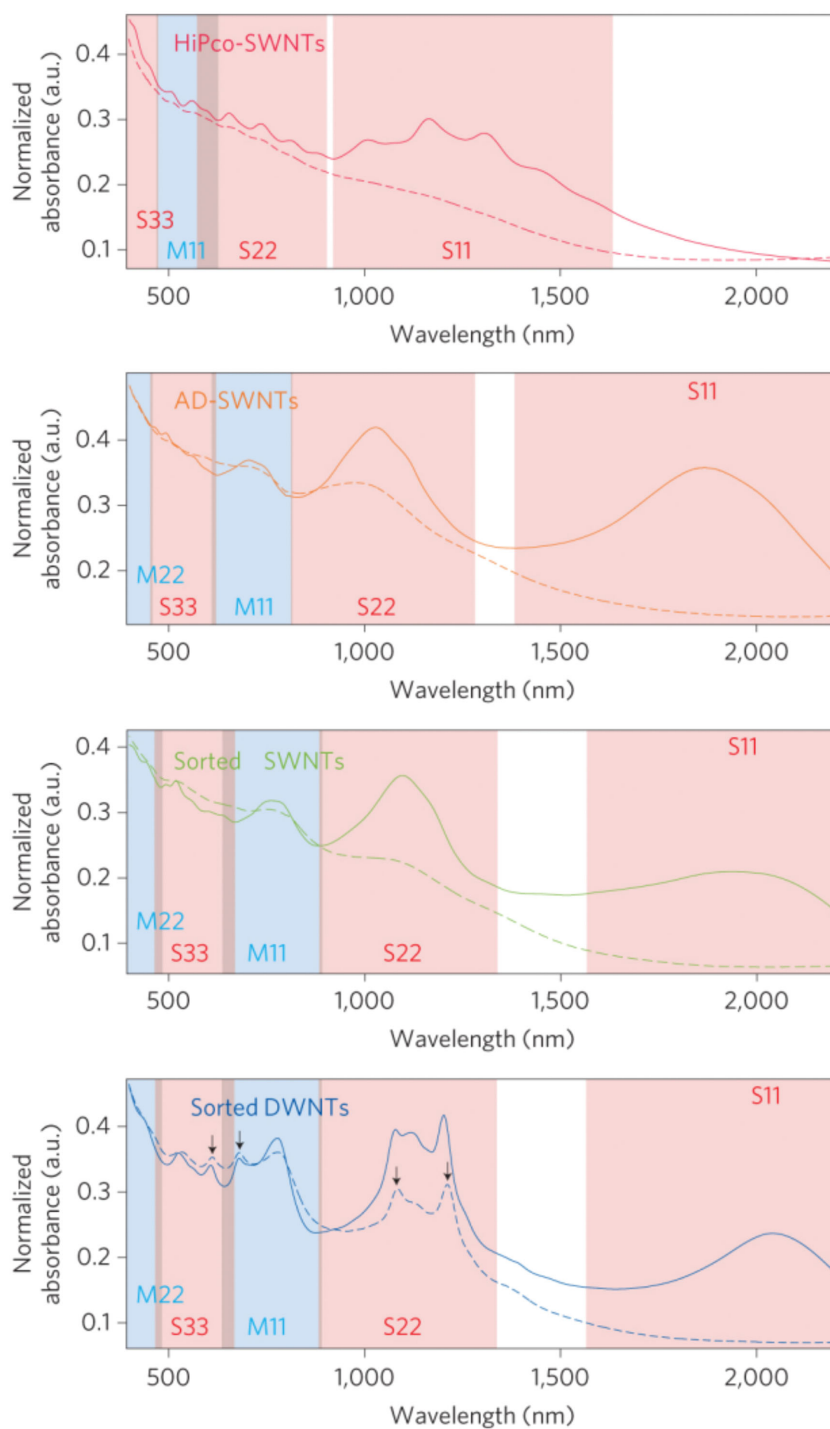 Normalized
absorbance (a.u.)
0.4
0.3
0.2
0.1
HiPco-SWNTs
S33
M11
S22
S11
500
1,000
1,500
2,000
Wavelength (nm)
Normalized
absorbance (a.u.)
0.4
0.3
0.2
AD-SWNTs
S11
M22
S33
M11
S22
500
1,000
1,500
2,000
Wavelength (nm)
Normalized
absorbance (a.u.)
0.4
0.3
0.2
0.1
Sorted SWNTs
S11
M22
S33
M11
S22
500
1,000
1,500
2,000
Wavelength (nm)
Normalized
absorbance (a.u.)
0.4
0.3
0.2
0.1
Sorted DWNTs
S11
M22
S33
M11
S22
500
1,000
1,500
2,000
Wavelength (nm)